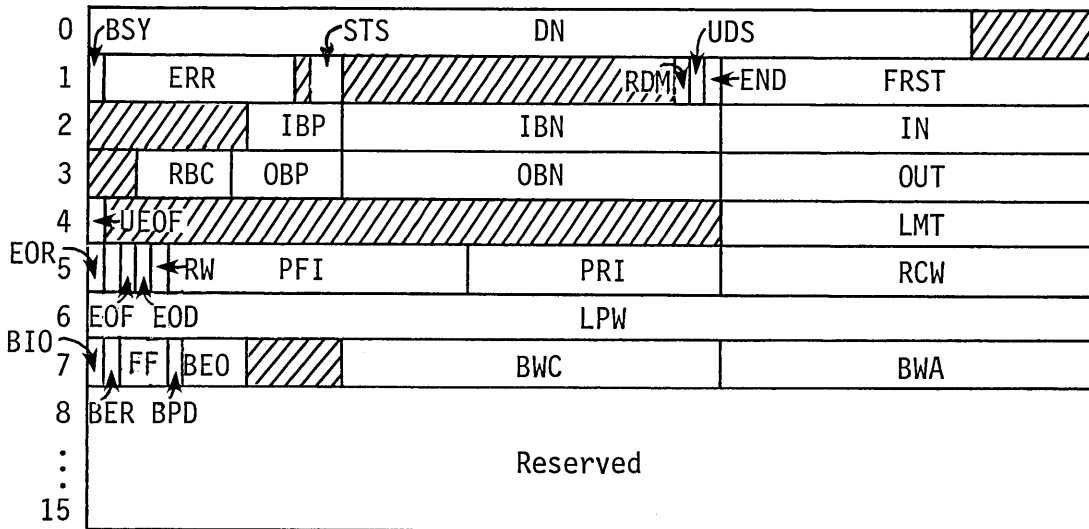 0 BSY STS DN UDS
1 ERR RDM END FRST
2 IBP IBN IN
3 RBC OBP OBN OUT
4 UEOF LMT
EOR 5 RW PFI PRI RCW
6 EOF EOD LPW
BIO 7 FF BEO BWC BWA
8 BER BPD
Reserved
15